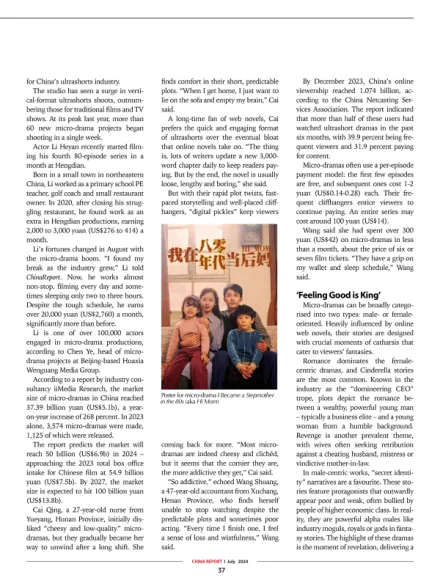 for China's ultrashorts industry.
The studio has seen a surge in verti-
cal-format ultrashorts shoots, outnum-
bering those for traditional films and TV
shows. At its peak last year, more than
60 new micro-drama projects began
shooting in a single week.
Actor Li Heyan recently started film-
ing his fourth 80-episode series in a
month at Hengdian.
Born in a small town in northeastern
China, Li worked as a primary school PE
teacher, golf coach and small restaurant
owner. In 2020, after closing his strug-
gling restaurant, he found work as an
extra in Hengdian productions, earning
2,000 to 3,000 yuan (US$276 to 414) a
month.
Li's fortunes changed in August with
the micro-drama boom. "I found my
break as the industry grew," Li told
ChinaReport. Now, he works almost
non-stop, filming every day and some-
times sleeping only two to three hours.
Despite the tough schedule, he earns
over 20,000 yuan (US$2,760) a month,
significantly more than before.
Li is one of over 100,000 actors
engaged in micro-drama productions,
according to Chen Ye, head of micro-
drama projects at Beijing-based Huaxia
Wenguang Media Group.
According to a report by industry con-
sultancy iiMedia Research, the market
size of micro-dramas in China reached
37.39 billion yuan (US$5.1b), a year-
on-year increase of 268 percent. In 2023
alone, 3,574 micro-dramas were made,
1,125 of which were released.
The report predicts the market will
reach 50 billion (US$6.9b) in 2024 –
approaching the 2023 total box office
intake for Chinese film at 54.9 billion
yuan (US$7.5b). By 2027, the market
size is expected to hit 100 billion yuan
(US$13.8b).
Cai Qing, a 27-year-old nurse from
Yueyang, Hunan Province, initially dis-
liked "cheesy and low-quality" micro-
dramas, but they gradually became her
way to unwind after a long shift. She
finds comfort in their short, predictable
plots. "When I get home, I just want to
lie on the sofa and empty my brain," Cai
said.
A long-time fan of web novels, Cai
prefers the quick and engaging format
of ultrashorts over the eventual bloat
that online novels take on. "The thing
is, lots of writers update a new 3,000-
word chapter daily to keep readers pay-
ing. But by the end, the novel is usually
loose, lengthy and boring," she said.
But with their rapid plot twists, fast-
paced storytelling and well-placed cliff-
hangers, "digital pickles" keep viewers
我在八零
年代当后妈
Poster for micro-drama I Became a Stepmother
in the 80s (aka I'll Mom)
coming back for more. "Most micro-
dramas are indeed cheesy and clichéd,
but it seems that the cornier they are,
the more addictive they get," Cai said.
"So addictive," echoed Wang Shuang,
a 47-year-old accountant from Xuchang,
Henan Province, who finds herself
unable to stop watching despite the
predictable plots and sometimes poor
acting. "Every time I finish one, I feel
a sense of loss and wistfulness," Wang
said.
By December 2023, China's online
viewership reached 1.074 billion, ac-
cording to the China Netcasting Ser-
vices Association. The report indicated
that more than half of these users had
watched ultrashort dramas in the past
six months, with 39.9 percent being fre-
quent viewers and 31.9 percent paying
for content.
Micro-dramas often use a per-episode
payment model: the first few episodes
are free, and subsequent ones cost 1-2
yuan ($0.14-0.28) each. Their fre-
quent cliffhangers entice viewers to
continue paying. An entire series may
cost around 100 yuan (US$14).
Wang said she had spent over 300
yuan (US$42) on micro-dramas in less
than a month, about the price of six or
seven film tickets. "They have a grip on
my wallet and sleep schedule," Wang
said.
'Feeling Good is King'
Micro-dramas can be broadly catego-
rised into two types: male- or female-
oriented. Heavily influenced by online
web novels, their stories are designed
with crucial moments of catharsis that
cater to viewers' fantasies.
Romance dominates the female-
centric dramas, and Cinderella stories
are the most common. Known in the
industry as the "domineering CEO"
trope, plots depict the romance be-
tween a wealthy, powerful young man
– typically a business elite – and a young
woman from a humble background.
Revenge is another prevalent theme,
with wives often seeking retribution
against a cheating husband, mistress or
vindictive mother-in-law.
In male-centric works, "secret identi-
ty" narratives are a favourite. These sto-
ries feature protagonists that outwardly
appear poor and weak, often bullied by
people of higher economic class. In real-
ity, they are powerful alpha males like
industry moguls, royals or gods in fanta-
sy stories. The highlight of these dramas
is the moment of revelation, delivering a
CHINA REPORT I July 2024
37